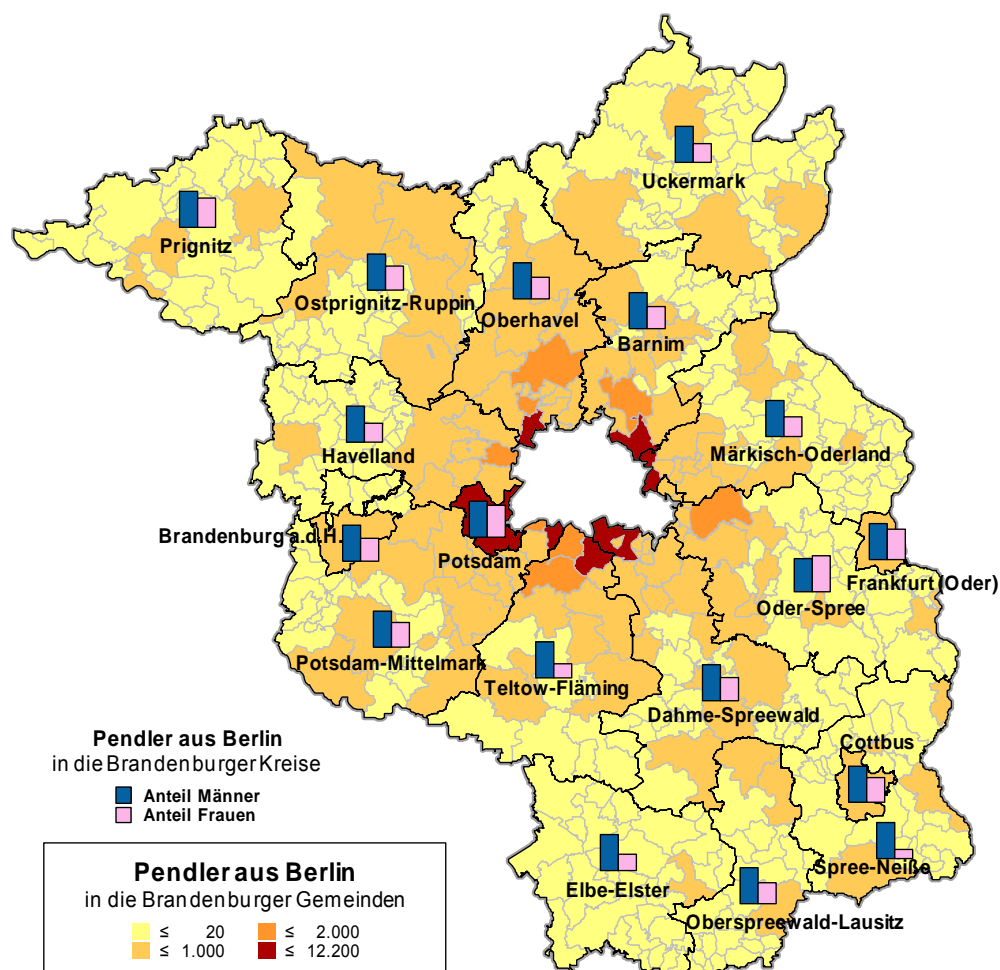 Uckermark
Prignitz
Ostprignitz-Ruppin
Oberhavel
Barnim
Havelland
Märkisch-Oderland
Brandenburg a.d.H.
Potsdam
Frankfurt (Oder)
Oder-Spree
Potsdam-Mittelmark
Teltow-Fläming
Dahme-Spreewald
Cottbus
Spree-Neiße
Elbe-Elster
Oberspreewald-Lausitz
Pendler aus Berlin
in die Brandenburger Kreise
Anteil Männer
Anteil Frauen
Pendler aus Berlin
in die Brandenburger Gemeinden
≤ 20 ≤ 2.000
≤ 1.000 ≤ 12.200